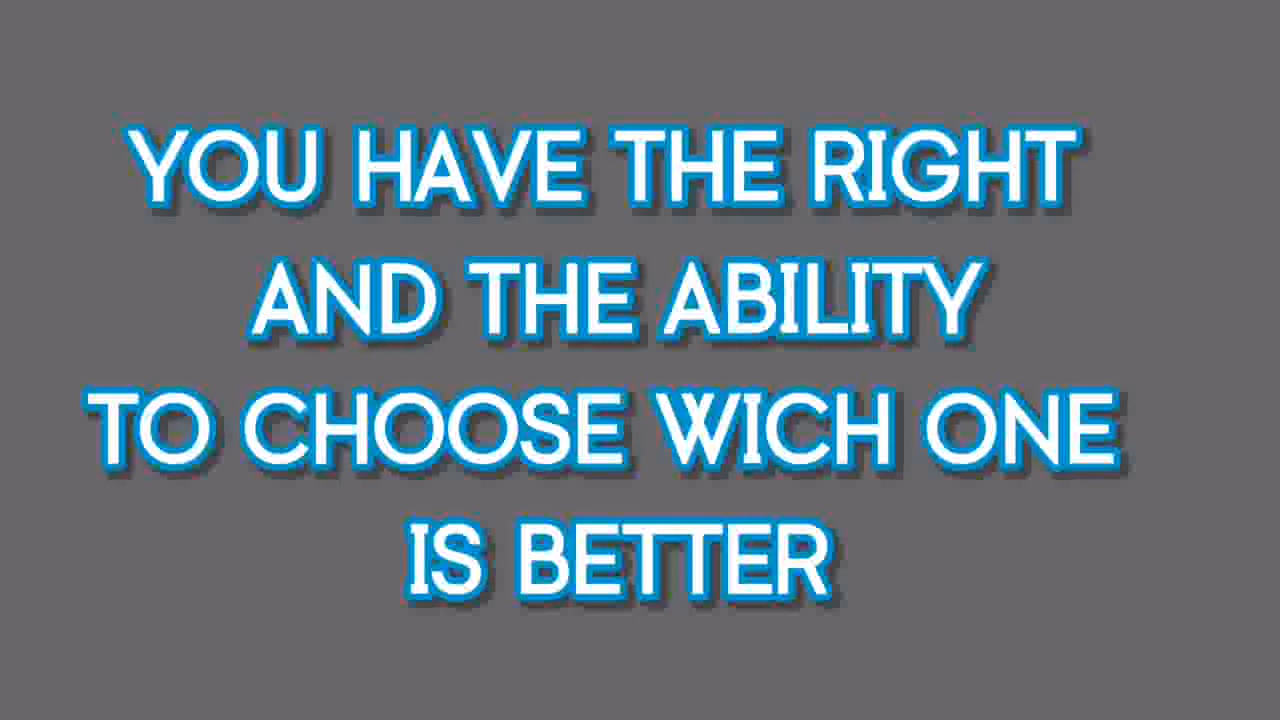 YOU HAVE THE RIGHT
AND THE ABILITY
TO CHOOSE WICH ONE
IS BETTER